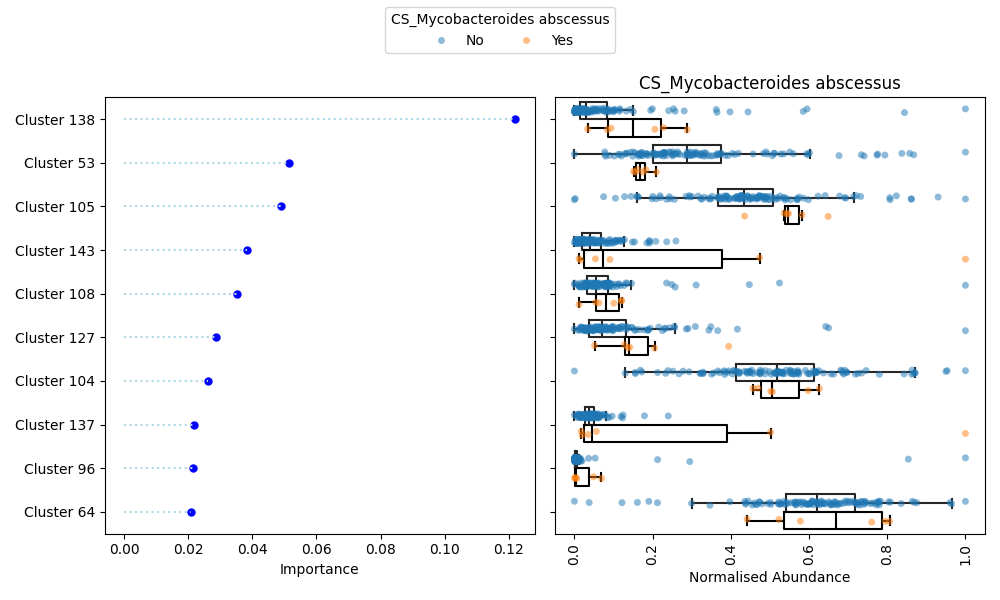 CS_Mycobacteroides abscessus
No Yes
CS_Mycobacteroides abscessus
Cluster 138
Cluster 53
Cluster 105
Cluster 143
Cluster 108
Cluster 127
Cluster 104
Cluster 137
Cluster 96
Cluster 64
0.00 0.02 0.04 0.06 0.08 0.10 0.12
Importance
0.0 0.2 0.4 0.6 0.8 1.0
Normalised Abundance